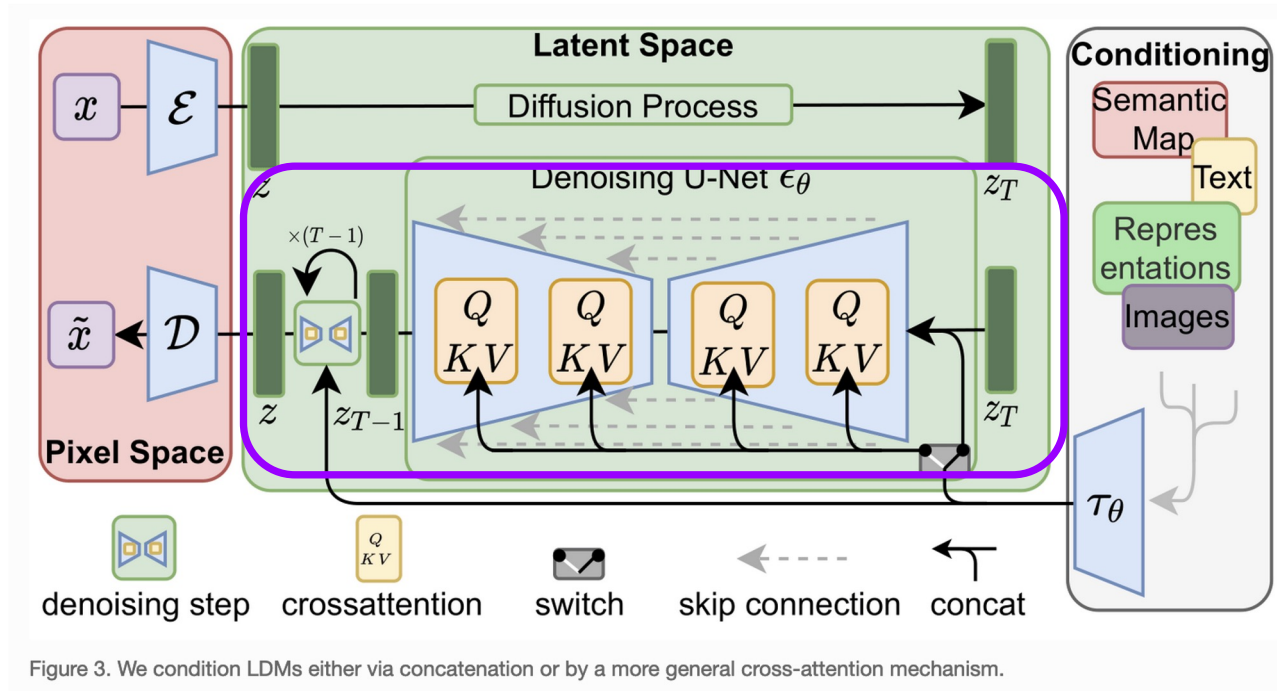 Latent Space
Conditioning
x
ℰ
Diffusion Process
Semantic
Map
Text
Repres
entations
Images
z
Denoising U-Net ϵθ
zT
×(T−1)
Q
KV
Q
KV
Q
KV
Q
KV
x̃
𝒟
z
zT−1
zT
Pixel Space
τθ
Q
KV
denoising step
crossattention
switch
skip connection
concat
Figure 3. We condition LDMs either via concatenation or by a more general cross-attention mechanism.